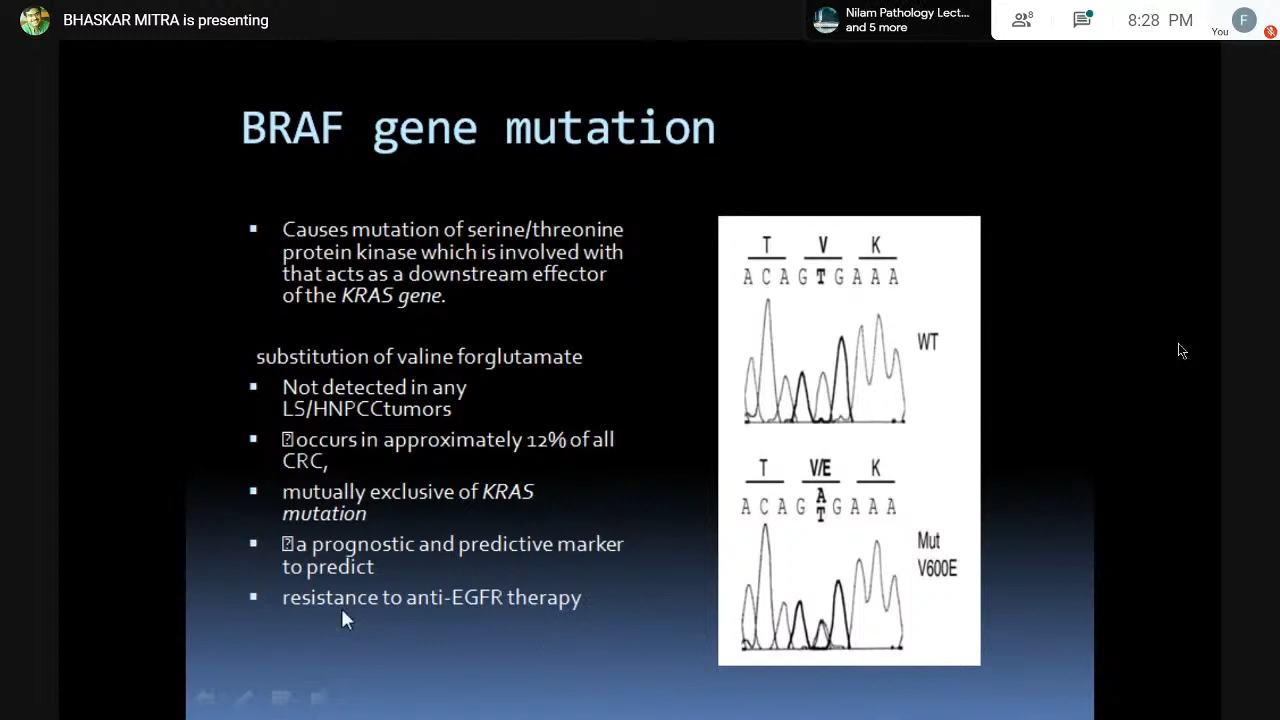 BHASKAR MITRA is presenting
Nilam Pathology Lect...
and 5 more
8
8:28 PM
You
F
BRAF gene mutation
Causes mutation of serine/threonine
protein kinase which is involved with
that acts as a downstream effector
of the KRAS gene.
substitution of valine forglutamate
Not detected in any
LS/HNPCCtumors
occurs in approximately 12% of all
CRC,
mutually exclusive of KRAS
mutation
a prognostic and predictive marker
to predict
resistance to anti-EGFR therapy
T V K
A C A G T G A A A
WT
T V/E K
A
A C A G T G A A A
Mut
V600E